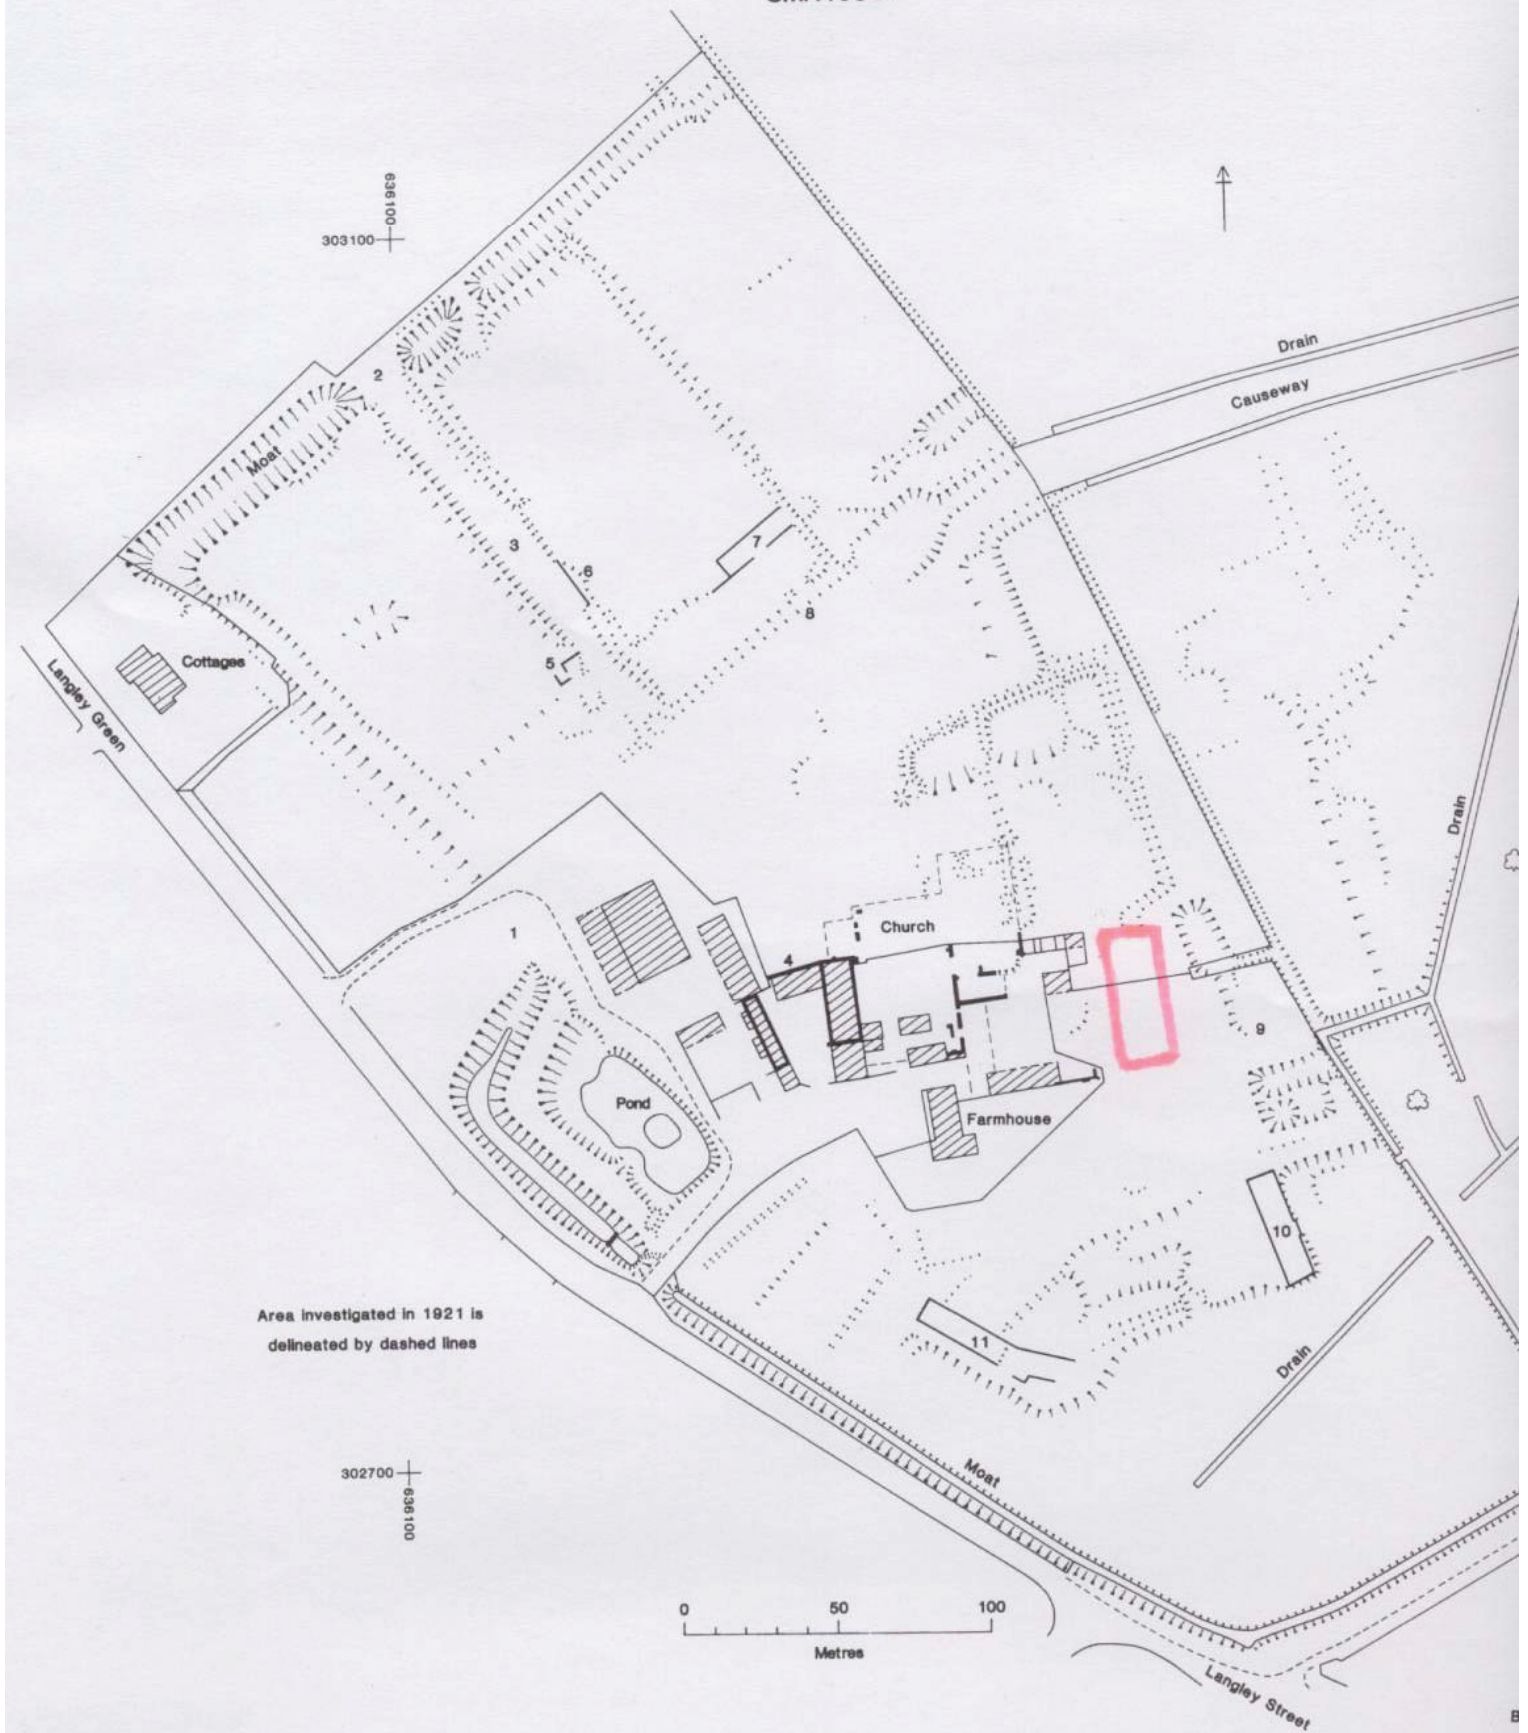 636100
303100
Drain
Causeway
2
Moat
3
6
7
8
5
Cottages
Langley Green
Drain
1
4
Church
9
Pond
Farmhouse
10
11
Area investigated in 1921 is
delineated by dashed lines
Drain
Moat
302700
636100
0 50 100
Metres
Langley Street